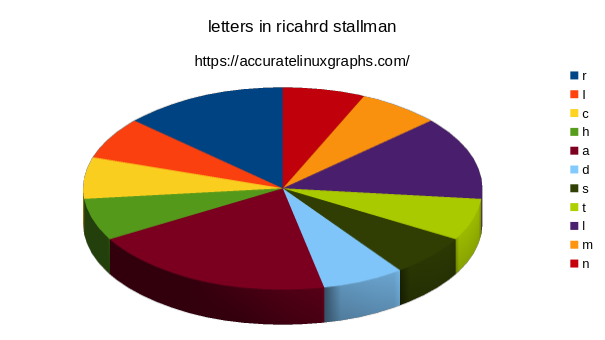 letters in ricahrd stallman
https://accuratelinuxgraphs.com/
r
I
c
h
a
d
s
t
l
m
n